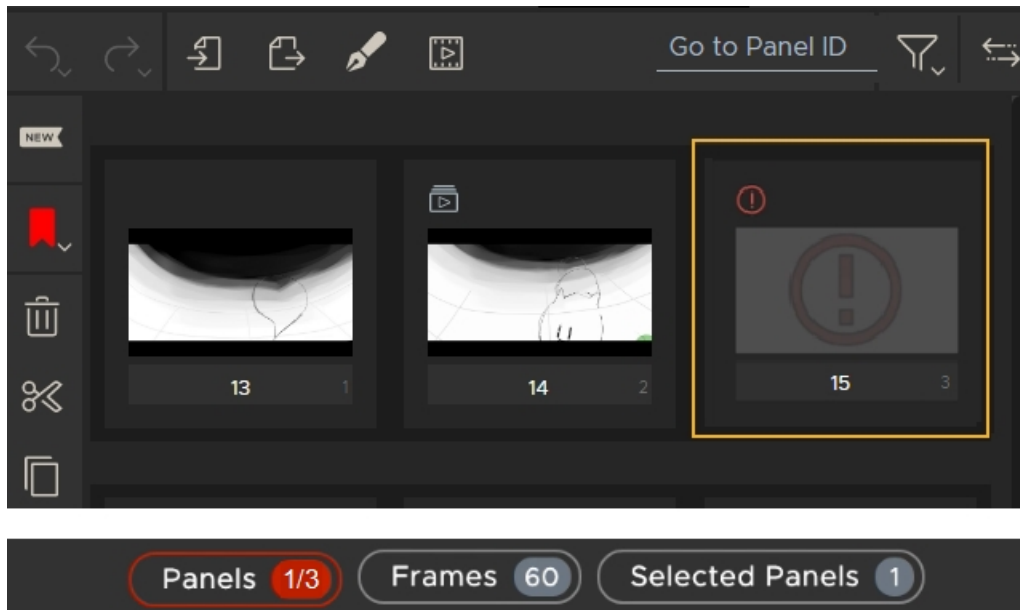 Go to Panel ID
NEW
13 1
14 2
15 3
Panels 1/3 Frames 60 Selected Panels 1